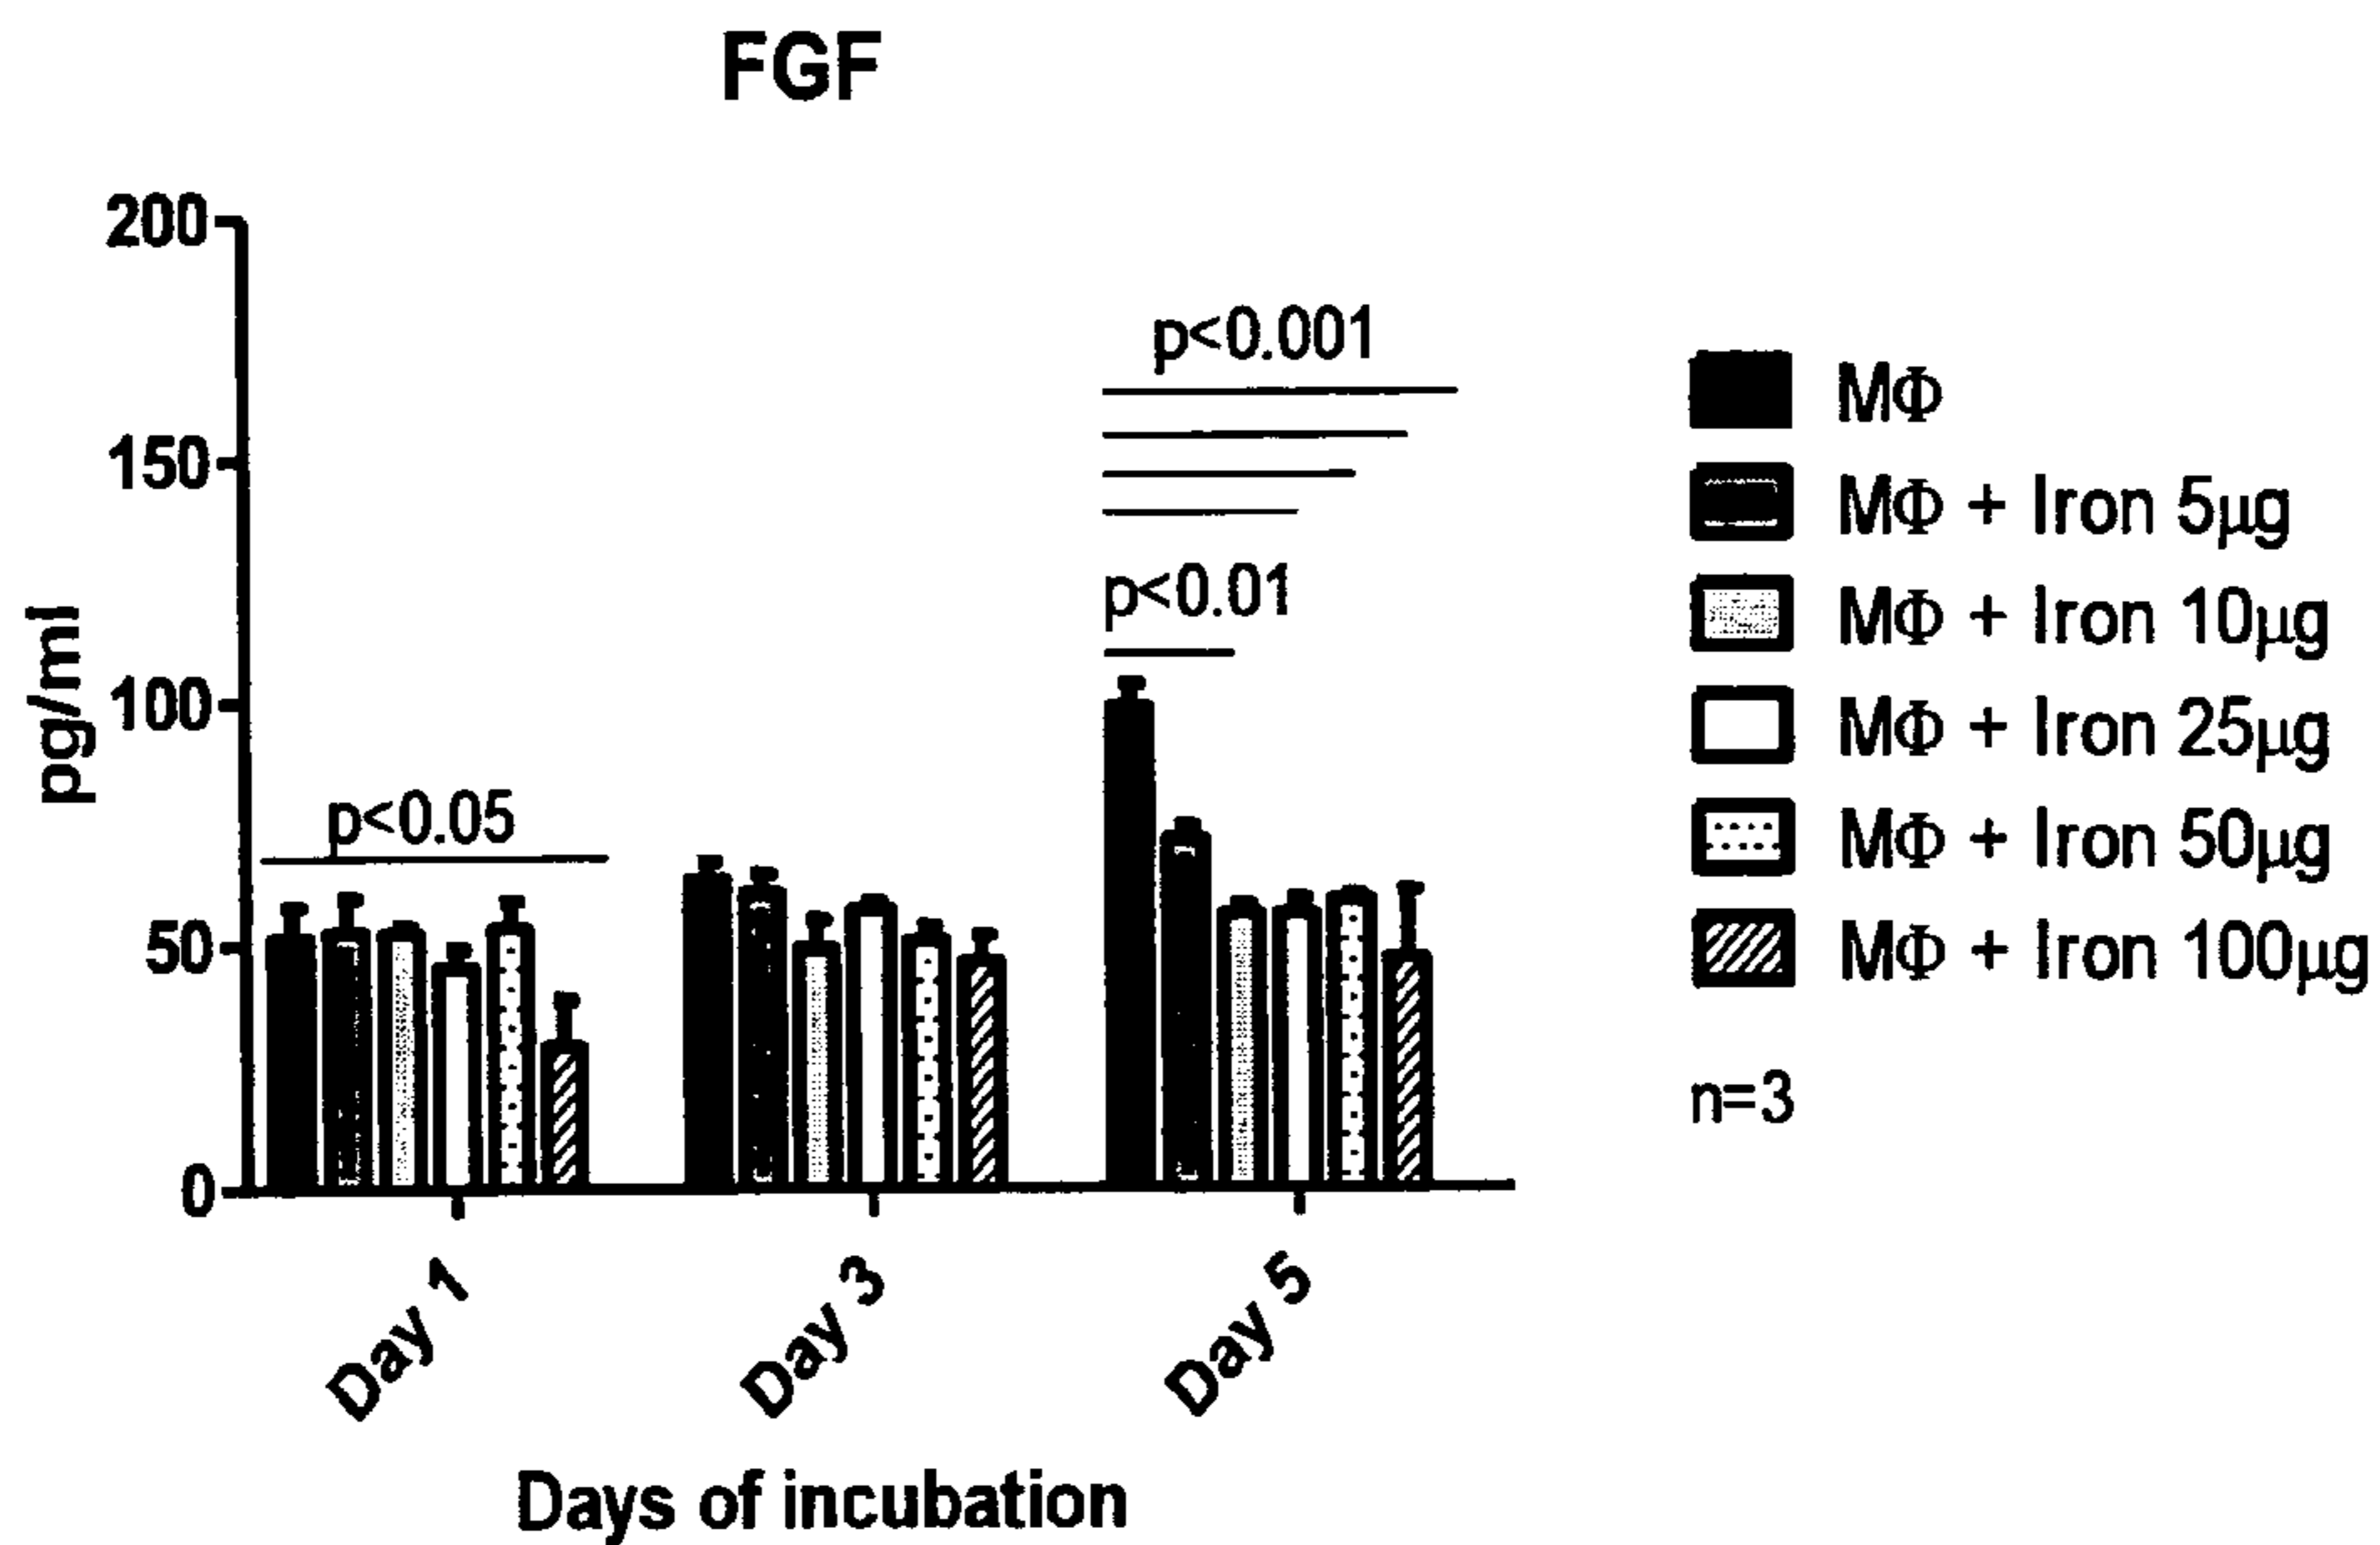 FGF
200
150
100
50
0
pg/ml
p<0.05
p<0.001
p<0.01
Day 1
Day 3
Day 5
Days of incubation
MΦ
MΦ + Iron 5µg
MΦ + Iron 10µg
MΦ + Iron 25µg
MΦ + Iron 50µg
MΦ + Iron 100µg
n=3